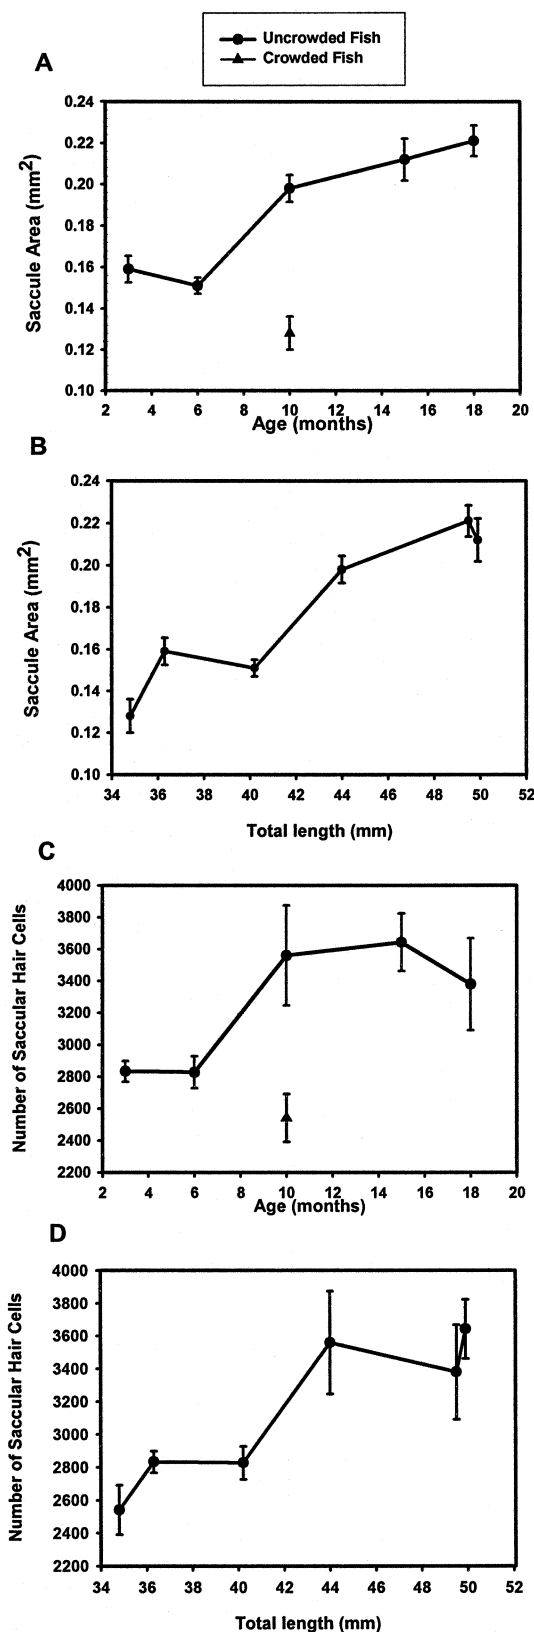 Uncrowded Fish
Crowded Fish
A
0.24
0.22
0.20
0.18
0.16
0.14
0.12
0.10
Saccule Area (mm2)
2 4 6 8 10 12 14 16 18 20
Age (months)
B
0.24
0.22
0.20
0.18
0.16
0.14
0.12
0.10
Saccule Area (mm2)
34 36 38 40 42 44 46 48 50 52
Total length (mm)
C
4000
3800
3600
3400
3200
3000
2800
2600
2400
2200
Number of Saccular Hair Cells
2 4 6 8 10 12 14 16 18 20
Age (months)
D
4000
3800
3600
3400
3200
3000
2800
2600
2400
2200
Number of Saccular Hair Cells
34 36 38 40 42 44 46 48 50 52
Total length (mm)